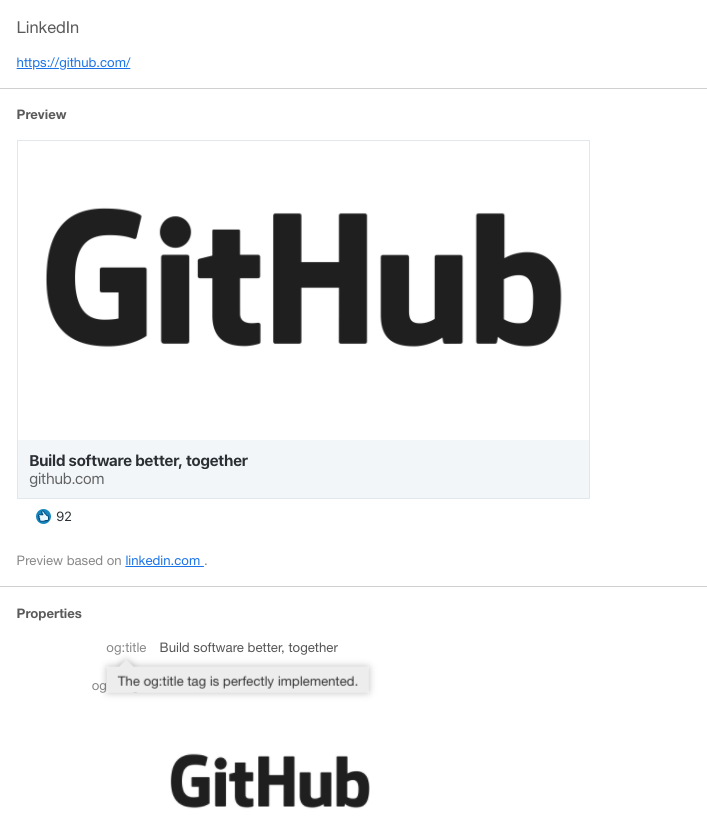 LinkedIn
https://github.com/
Preview
GitHub
Build software better, together
github.com
92
Preview based on linkedin.com .
Properties
og:title Build software better, together
The og:title tag is perfectly implemented.
og
GitHub